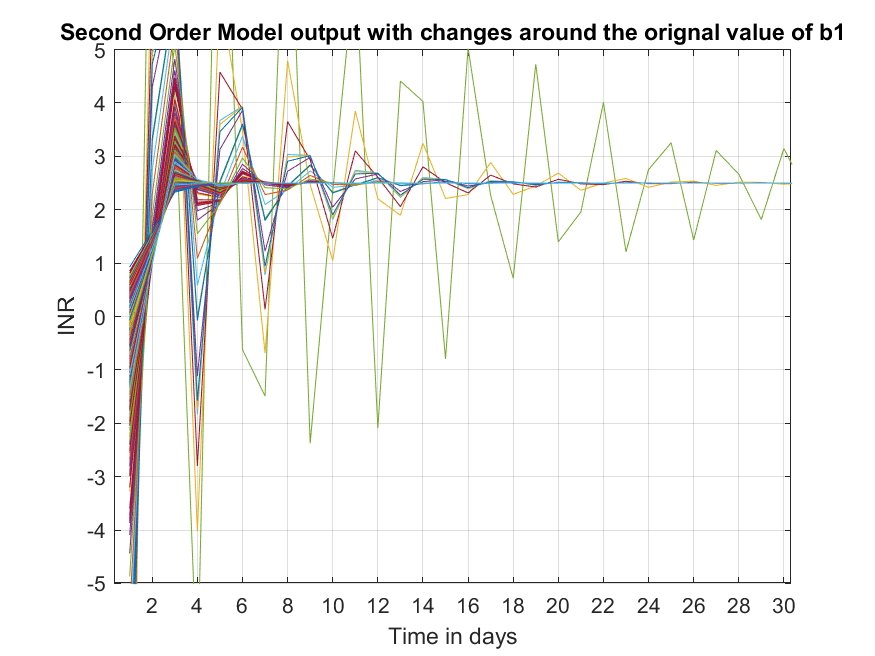 Second Order Model output with changes around the orignal value of b1
5
4
3
2
1
0
-1
-2
-3
-4
-5
INR
2 4 6 8 10 12 14 16 18 20 22 24 26 28 30
Time in days